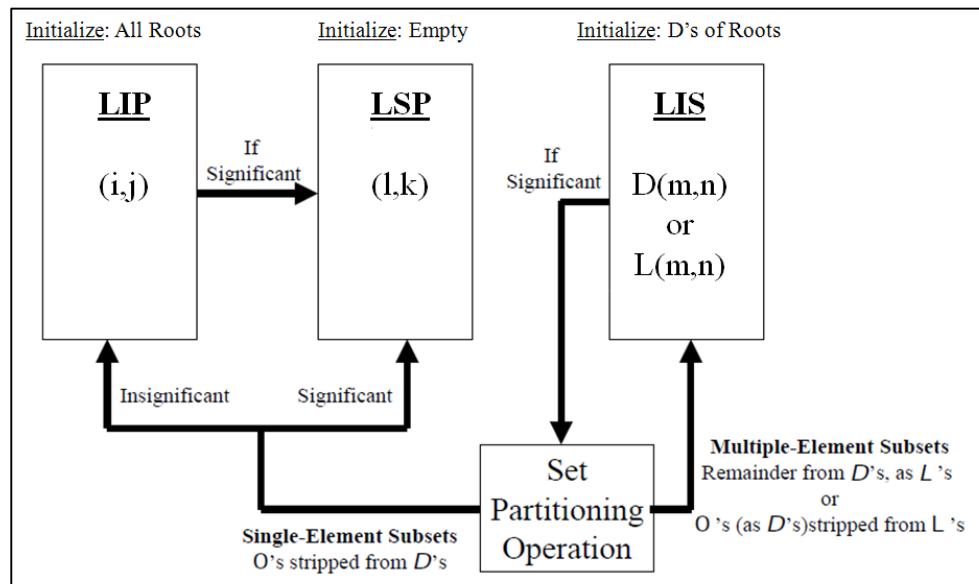 Initialize: All Roots
Initialize: Empty
Initialize: D's of Roots
LIP
(i,j)
If
Significant
LSP
(l,k)
If
Significant
LIS
D(m,n)
or
L(m,n)
Insignificant
Significant
Set
Partitioning
Operation
Single-Element Subsets
O's stripped from D's
Multiple-Element Subsets
Remainder from D's, as L 's
or
O 's (as D's)stripped from L 's